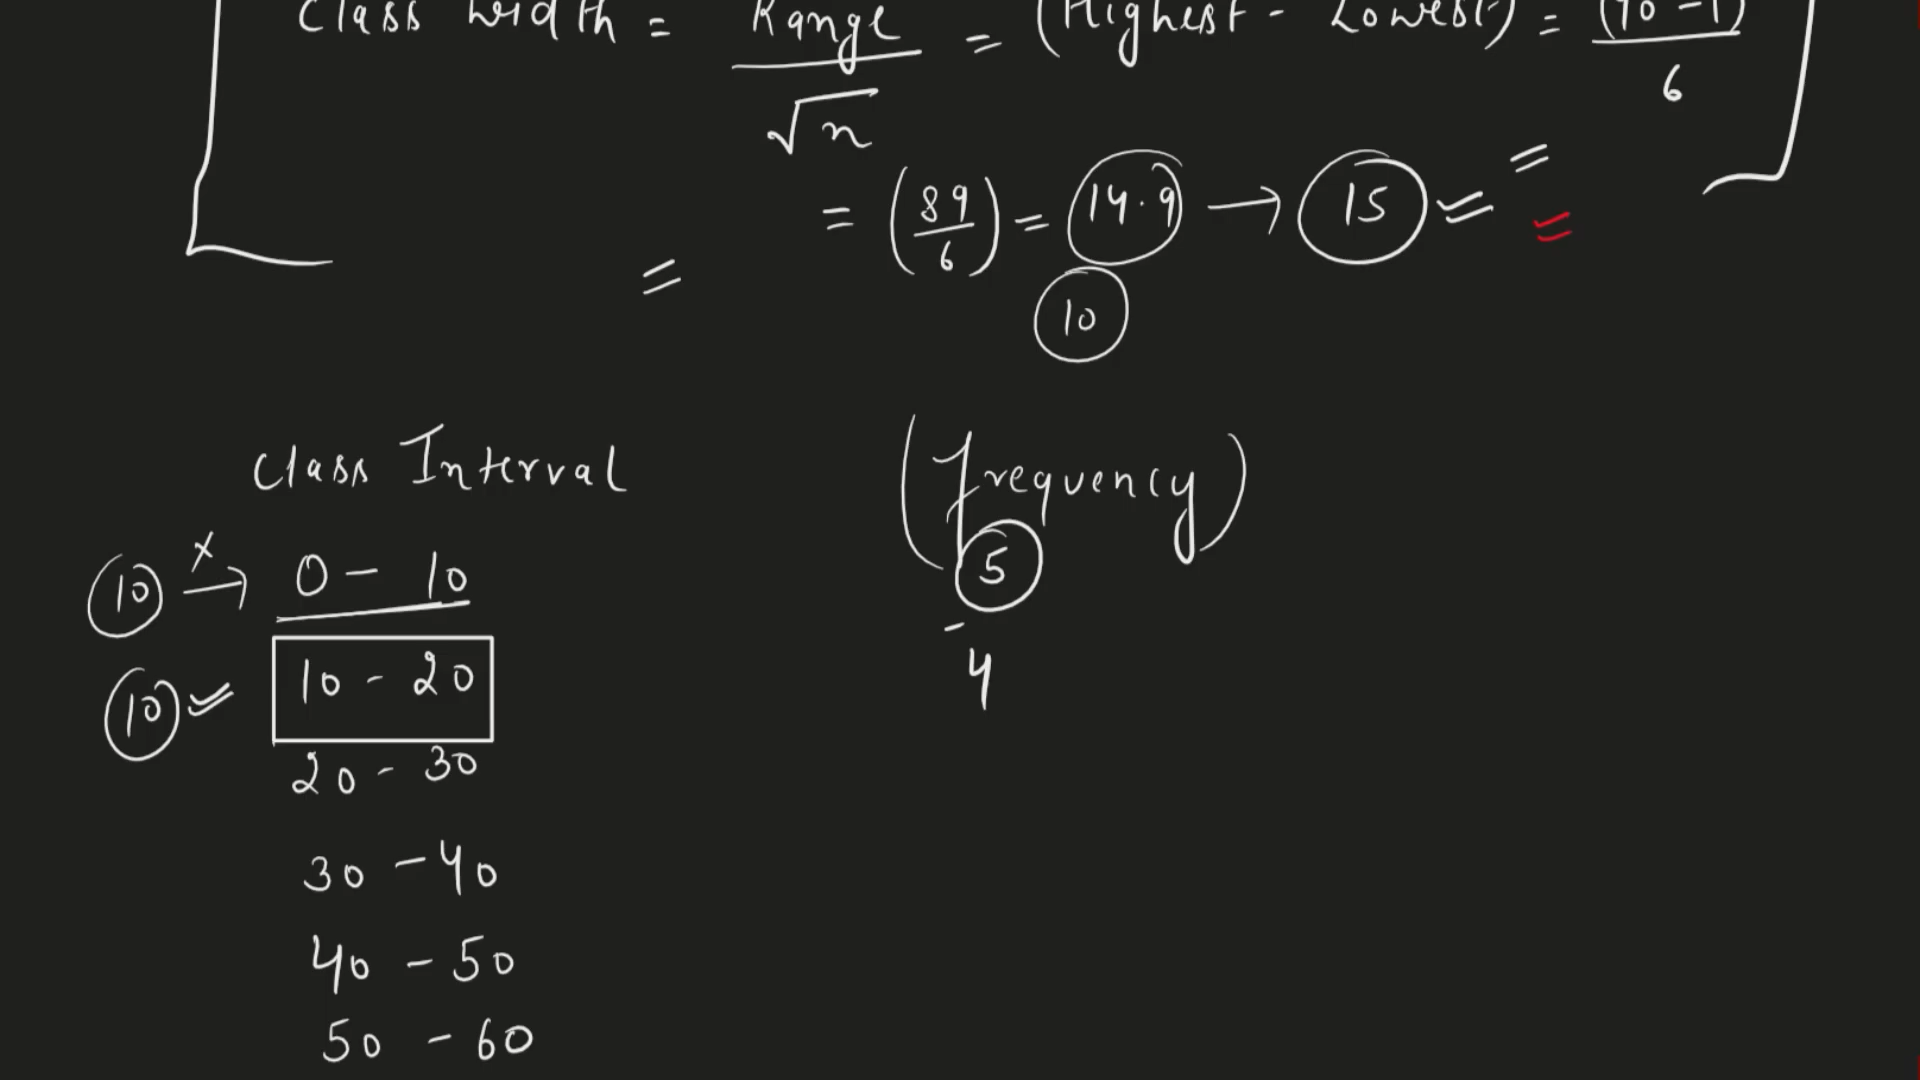 Class width = Range / √n = (Highest - Lowest) = (90 - 1) / 6
= (89 / 6) = 14.9 → 15
=
10
Class Interval (frequency)
10 x → 0 - 10 5
10 10 - 20 4
20 - 30
30 - 40
40 - 50
50 - 60